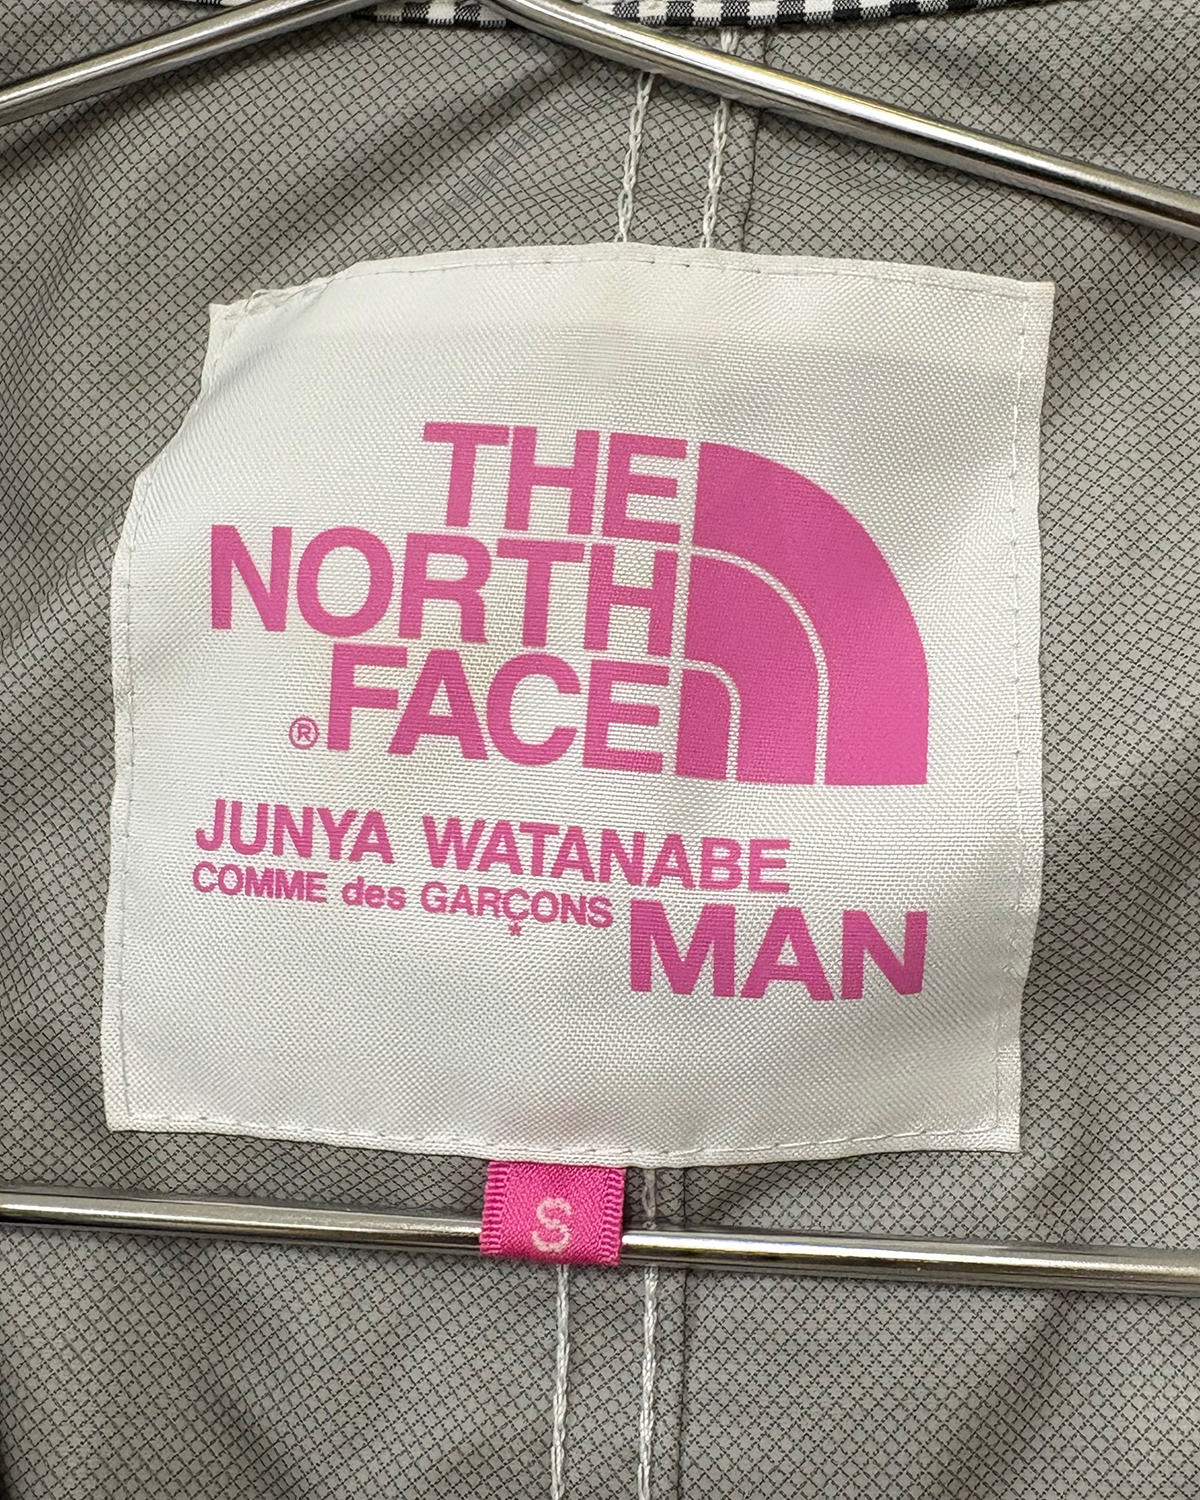 THE
NORTH
®FACE
JUNYA WATANABE
COMME des GARÇONS
*
MAN
S